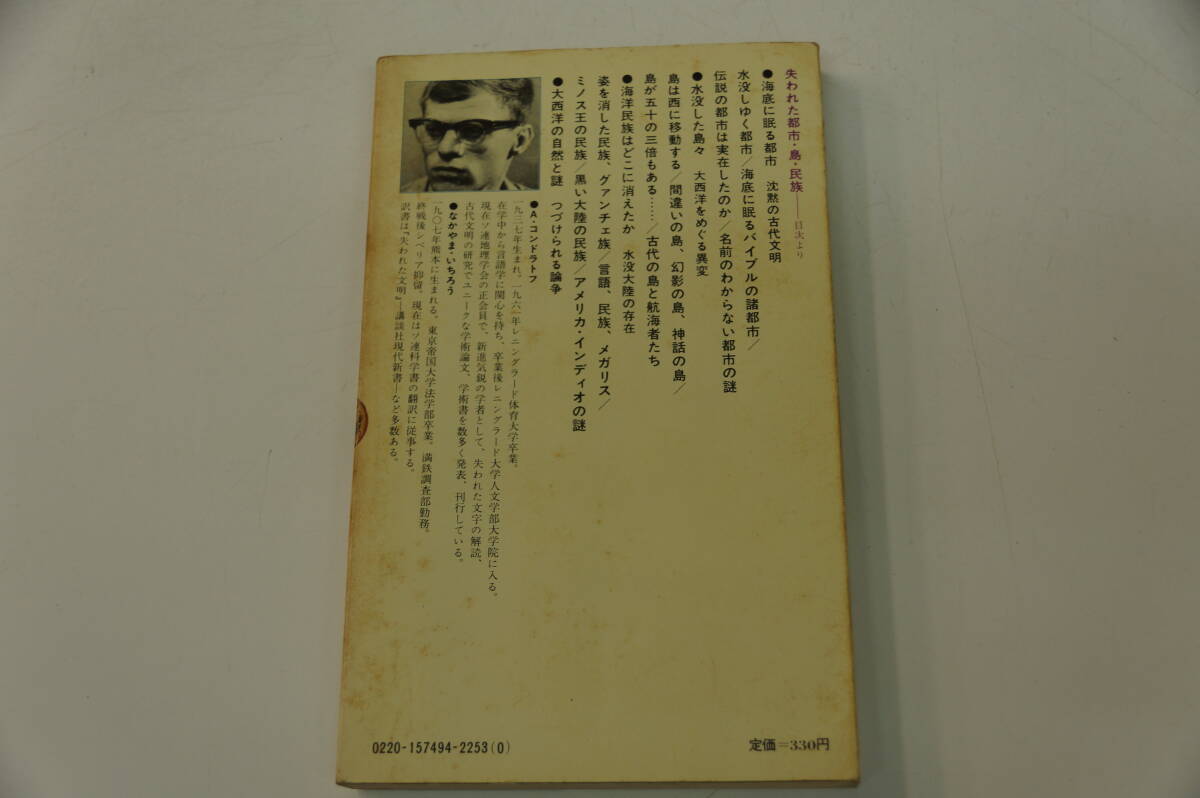 失われた都市・島・民族——目次より
●海底に眠る都市　沈黙の古代文明
水没しゆく都市/海底に眠るバイブルの諸都市/
伝説の都市は実在したのか/名前のわからない都市の謎
●水没した島々　大西洋をめぐる異変
島は西に移動する/間違いの島、幻影の島、神話の島/
島が五十の三倍もある……/古代の島と航海者たち
●海洋民族はどこに消えたか　水没大陸の存在
姿を消した民族、グァンチェ族/言語、民族、メガリス/
ミノス王の民族/黒い大陸の民族/アメリカ・インディオの謎
●大西洋の自然と謎　つづけられる論争
●A・コンドラトフ
一九三七年生まれ。一九六一年レニングラード体育大学卒業。
在学中から言語学に関心を持ち、卒業後レニングラード大学人文学部大学院に入る。
現在ソ連地理学会の正会員で、新進気鋭の学者として、失われた文字の解読、
古代文明の研究でユニークな学術論文、学術書を数多く発表、刊行している。
●なかやま・いちろう
一九〇七年熊本に生まれる。東京帝国大学法学部卒業。満鉄調査部勤務。
終戦後シベリア抑留。現在はソ連科学書の翻訳に従事する。
訳書は『失われた文明』—講談社現代新書—など多数ある。
0220-157494-2253(0)
定価=330円